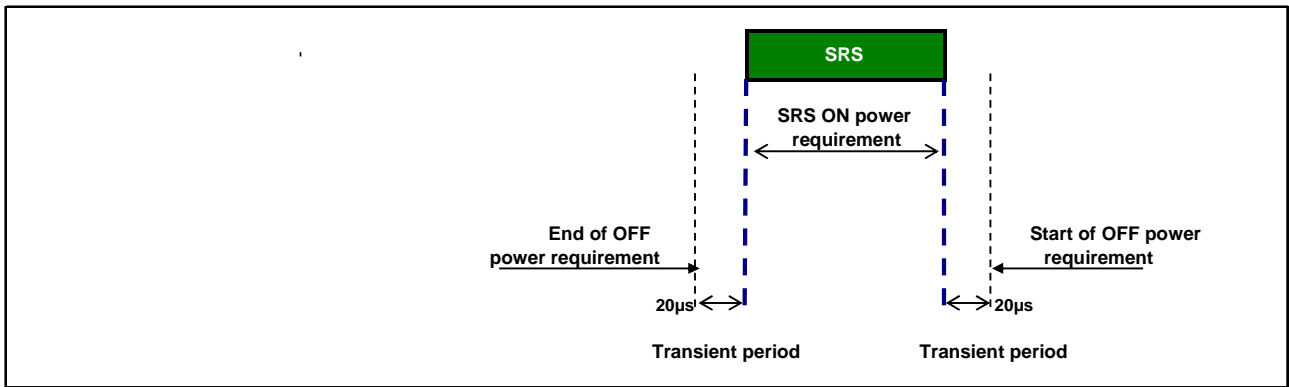 SRS
SRS ON power
requirement
End of OFF
power requirement
Start of OFF power
requirement
20µs
20µs
Transient period
Transient period